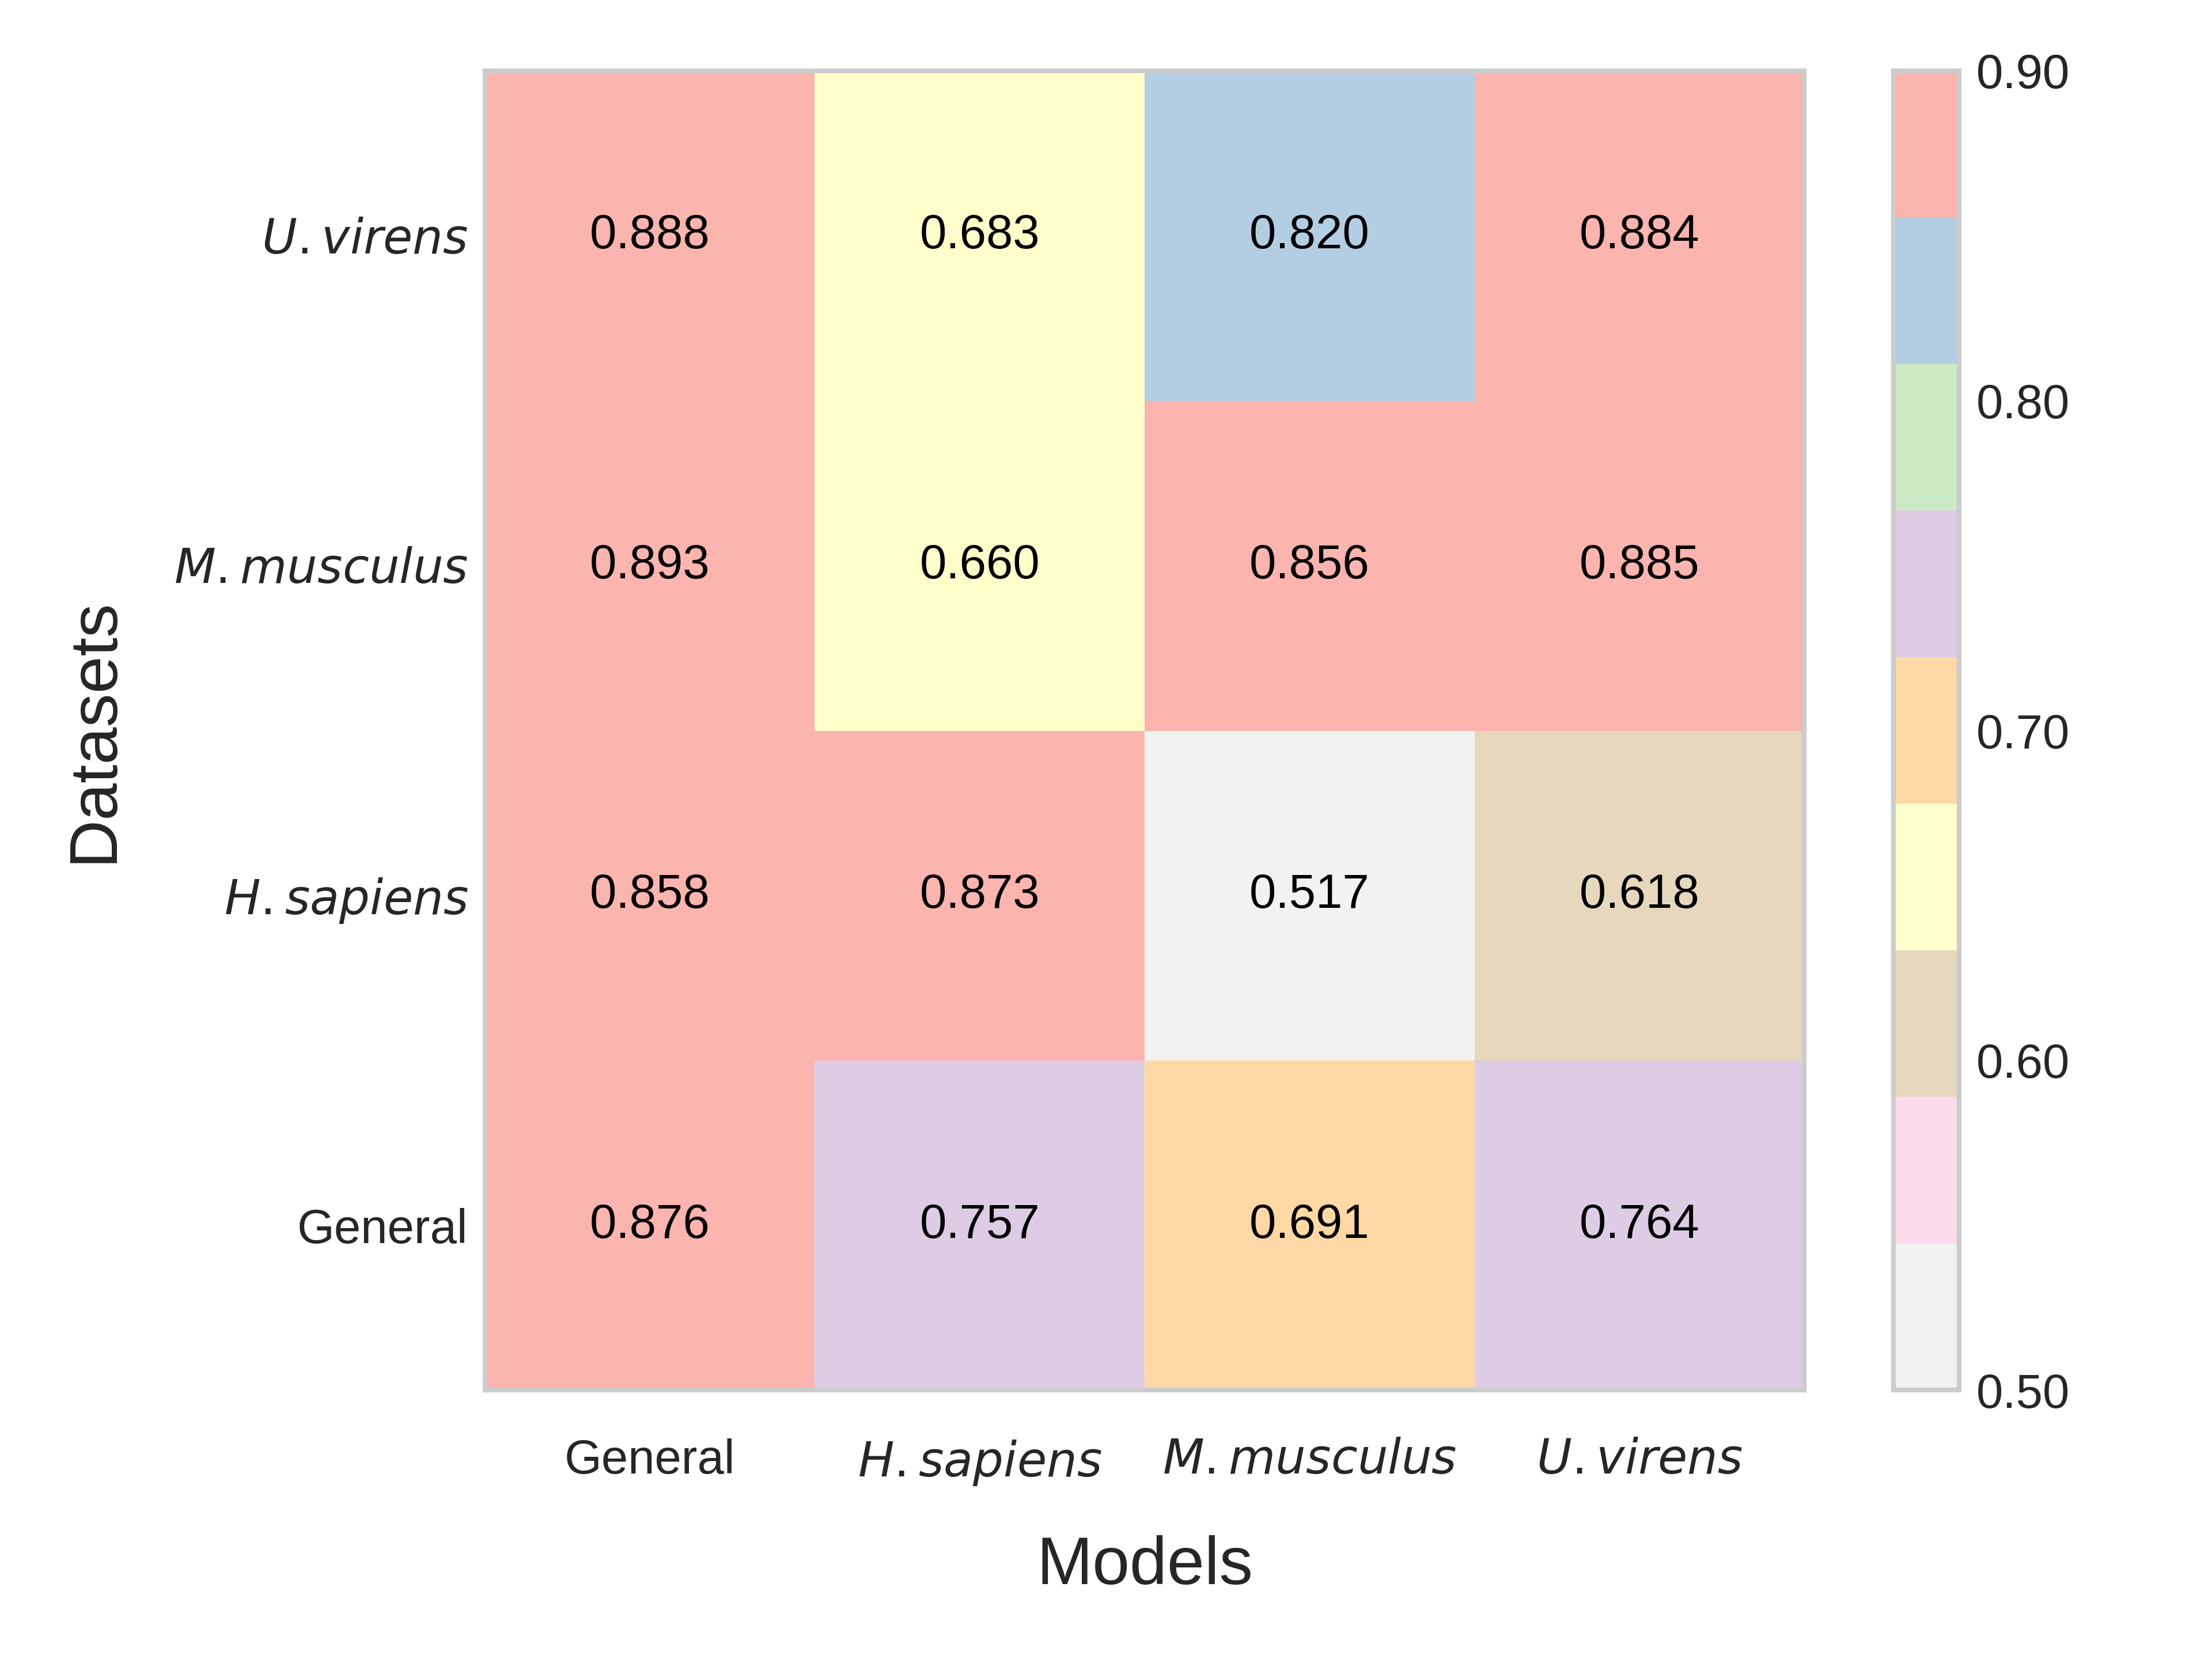 0.90
U. virens 0.888 0.683 0.820 0.884
0.80
M. musculus 0.893 0.660 0.856 0.885
Datasets
0.70
H. sapiens 0.858 0.873 0.517 0.618
0.60
General 0.876 0.757 0.691 0.764
0.50
General H. sapiens M. musculus U. virens
Models